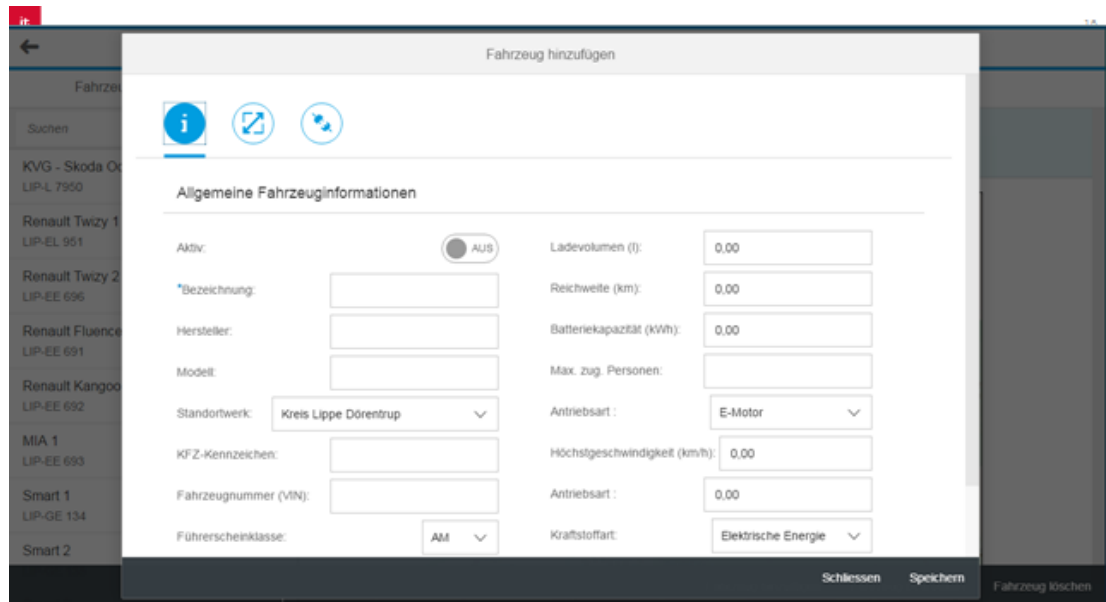 it.
Fahrzeug hinzufügen
Fahrzeu
Suchen
KVG - Skoda Oc
LIP-L 7950
Renault Twizy 1
LIP-EL 951
Renault Twizy 2
LIP-EE 696
Renault Fluence
LIP-EE 691
Renault Kangoo
LIP-EE 692
MIA 1
LIP-EE 693
Smart 1
LIP-GE 134
Smart 2
i
Allgemeine Fahrzeuginformationen
Aktiv: AUS
*Bezeichnung:
Hersteller:
Modell:
Standortwerk: Kreis Lippe Dörentrup
KFZ-Kennzeichen:
Fahrzeugnummer (VIN):
Führerscheinklasse: AM
Ladevolumen (l): 0,00
Reichweite (km): 0,00
Batteriekapazität (kWh): 0,00
Max. zug. Personen:
Antriebsart : E-Motor
Höchstgeschwindigkeit (km/h): 0,00
Antriebsart : 0,00
Kraftstoffart: Elektrische Energie
Schliessen Speichern
Fahrzeug löschen